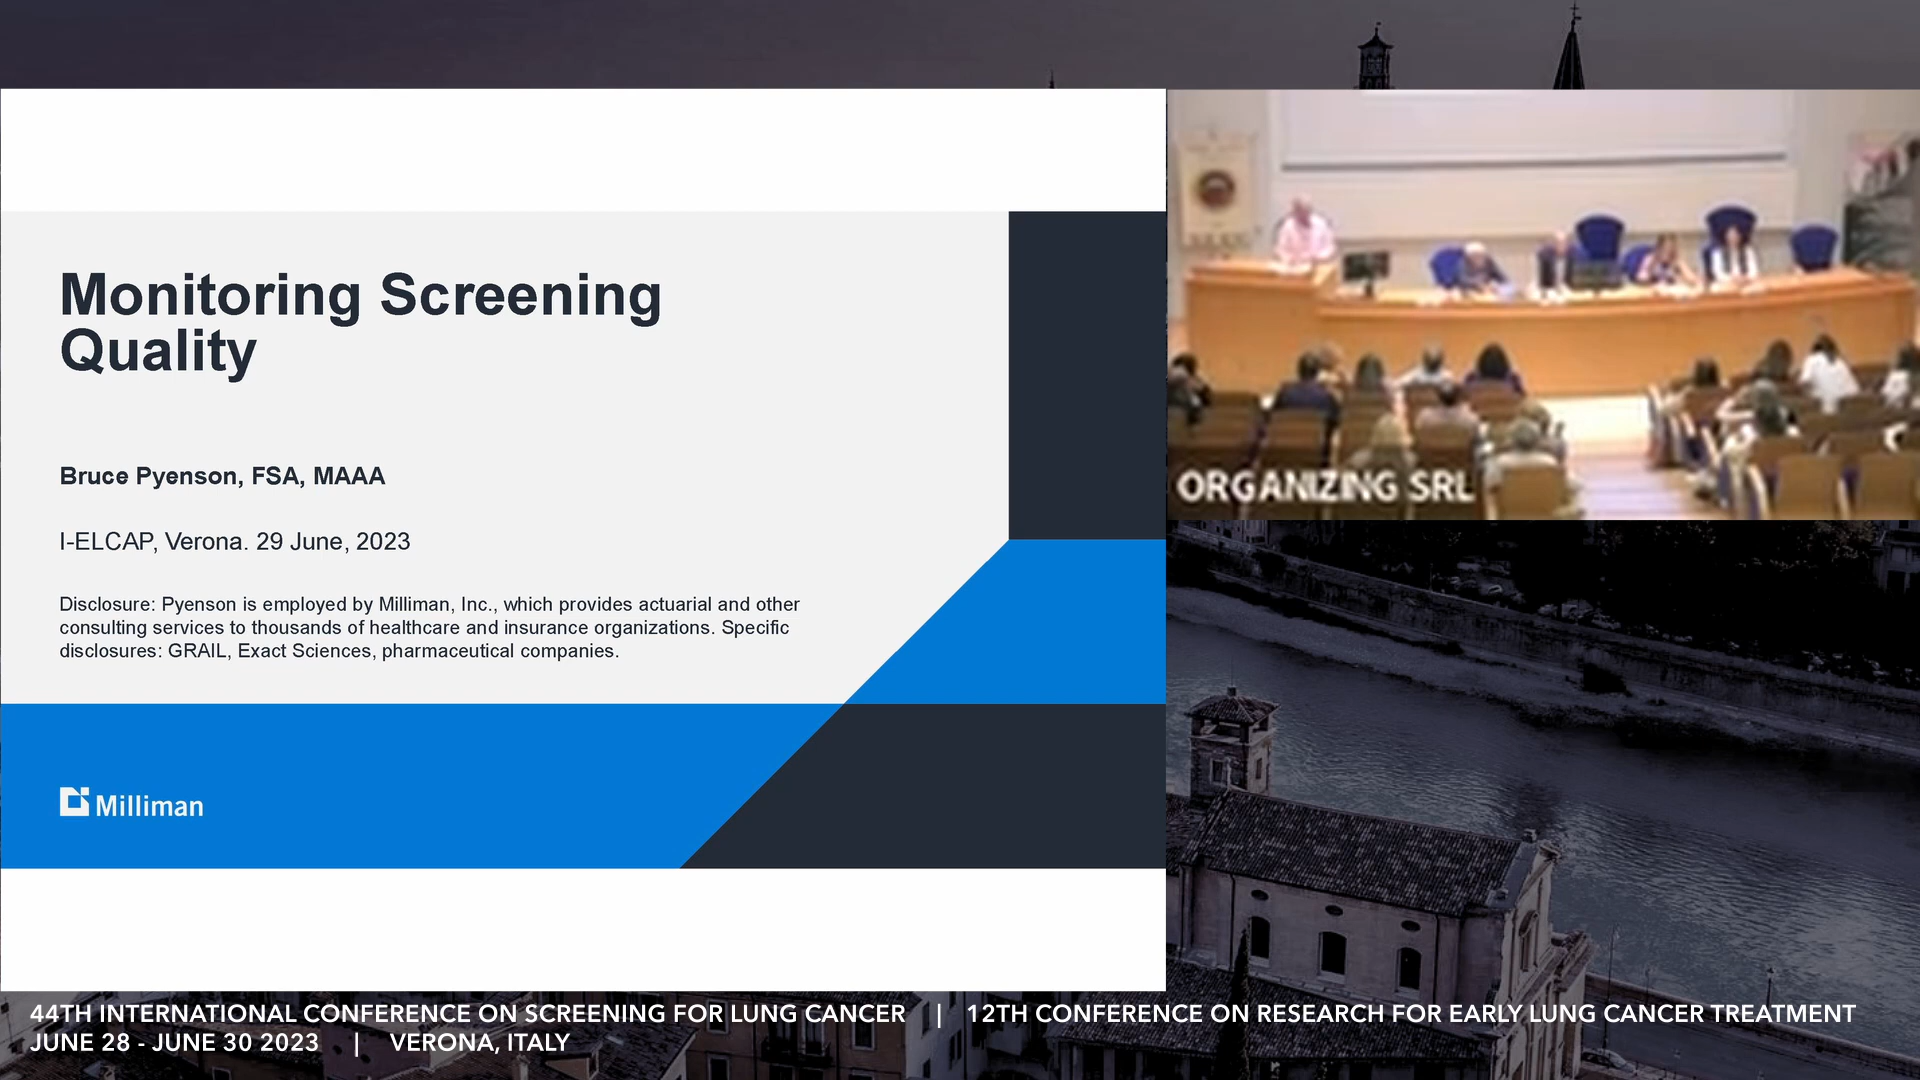 Monitoring Screening
Quality
Bruce Pyenson, FSA, MAAA
I-ELCAP, Verona. 29 June, 2023
Disclosure: Pyenson is employed by Milliman, Inc., which provides actuarial and other
consulting services to thousands of healthcare and insurance organizations. Specific
disclosures: GRAIL, Exact Sciences, pharmaceutical companies.
Milliman
ORGANIZING SRL
44TH INTERNATIONAL CONFERENCE ON SCREENING FOR LUNG CANCER | 12TH CONFERENCE ON RESEARCH FOR EARLY LUNG CANCER TREATMENT
JUNE 28 - JUNE 30 2023 | VERONA, ITALY